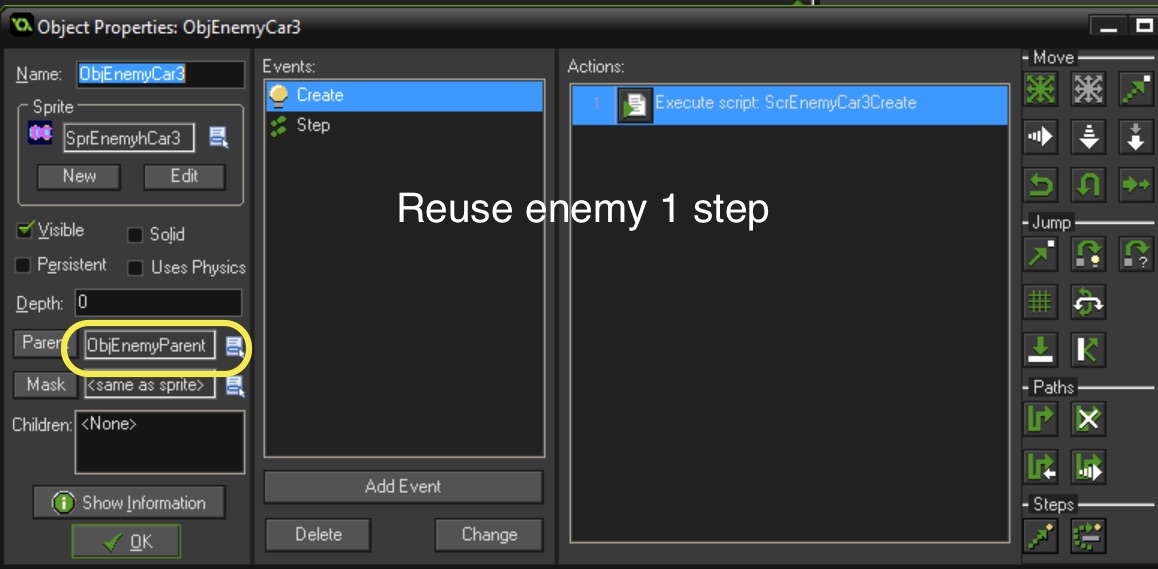 Object Properties: ObjEnemyCar3
Name: ObjEnemyCar3
Sprite
SprEnemyhCar3
New Edit
Visible Solid
Persistent Uses Physics
Depth: 0
Parent ObjEnemyParent
Mask <same as sprite>
Children: <None>
Show Information
OK
Events:
Create
Step
Add Event
Delete Change
Actions:
1 Execute script: ScrEnemyCar3Create
Reuse enemy 1 step
Move
Jump
?
Paths
Steps